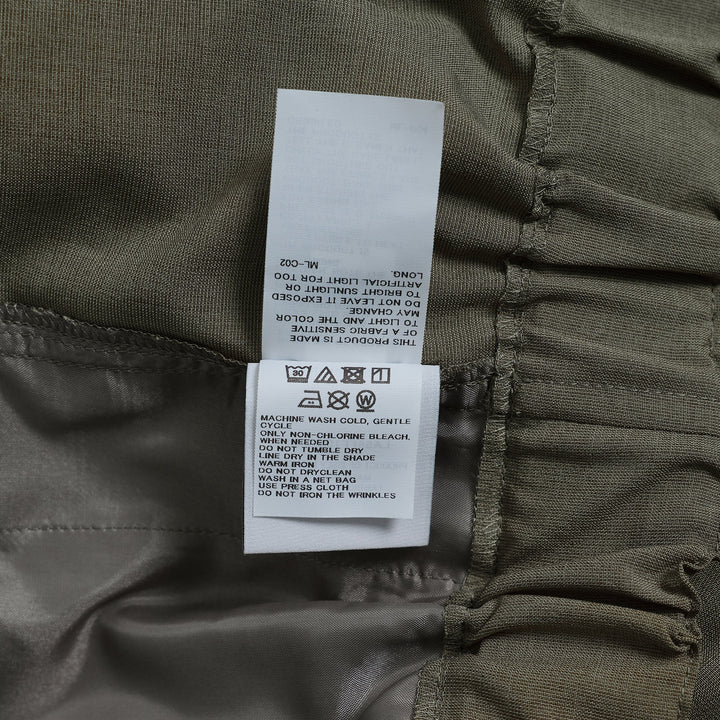 THIS PRODUCT IS MADE
OF A FABRIC SENSITIVE
TO LIGHT AND THE COLOR
MAY CHANGE.
DO NOT LEAVE IT EXPOSED
TO BRIGHT SUNLIGHT OR
ARTIFICIAL LIGHT FOR TOO
LONG.
ML-C02
30
W
MACHINE WASH COLD, GENTLE
CYCLE
ONLY NON-CHLORINE BLEACH,
WHEN NEEDED
DO NOT TUMBLE DRY
LINE DRY IN THE SHADE
WARM IRON
DO NOT DRYCLEAN
WASH IN A NET BAG
USE PRESS CLOTH
DO NOT IRON THE WRINKLES